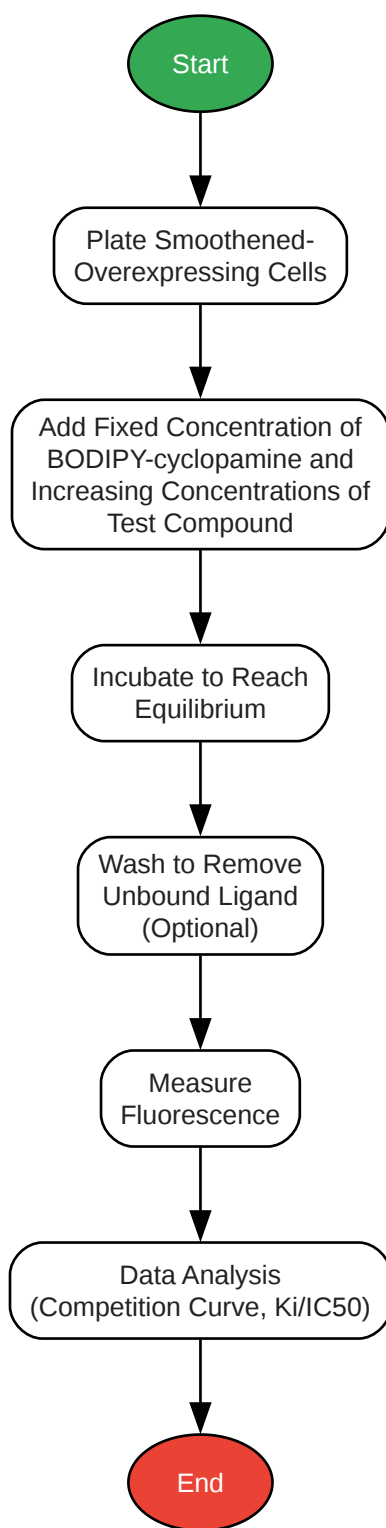 Start
Plate Smoothened-
Overexpressing Cells
Add Fixed Concentration of
BODIPY-cyclopamine and
Increasing Concentrations of
Test Compound
Incubate to Reach
Equilibrium
Wash to Remove
Unbound Ligand
(Optional)
Measure
Fluorescence
Data Analysis
(Competition Curve, Ki/IC50)
End